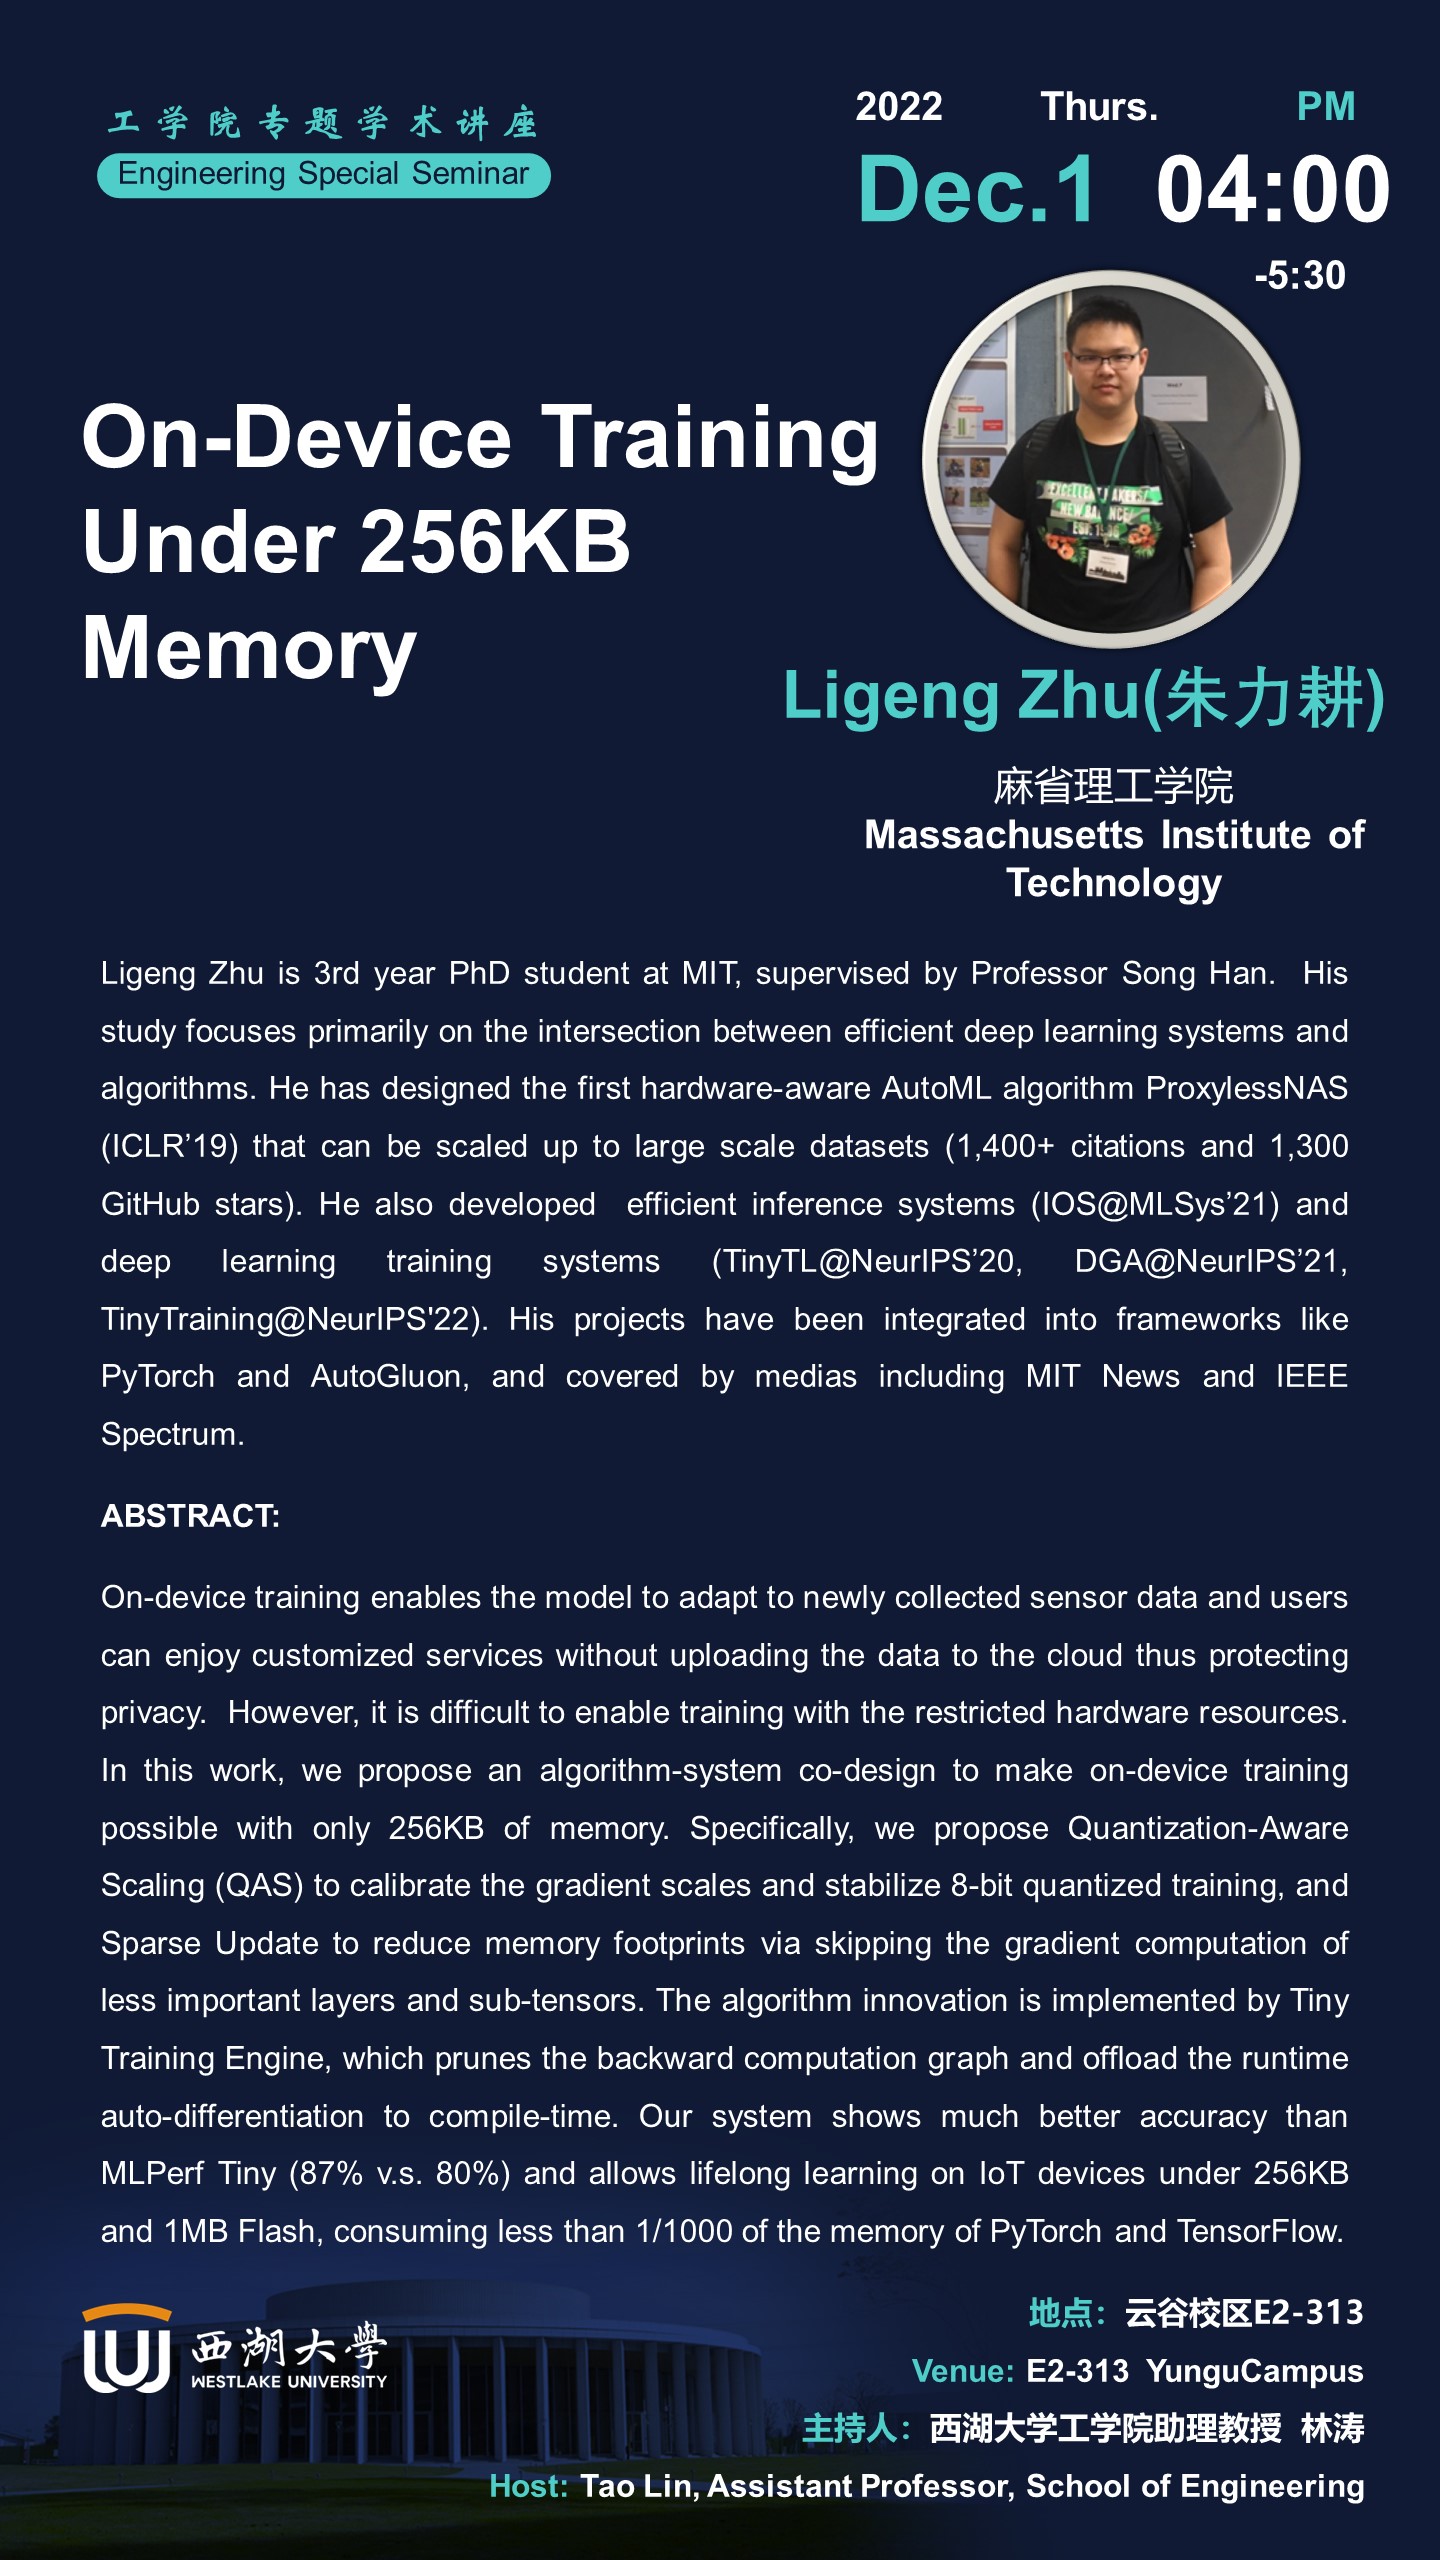 工学院专题学术讲座
Engineering Special Seminar
2022 Thurs. PM
Dec.1 04:00
-5:30
On-Device Training
Under 256KB
Memory
Ligeng Zhu(朱力耕)
麻省理工学院
Massachusetts Institute of
Technology
Ligeng Zhu is 3rd year PhD student at MIT, supervised by Professor Song Han. His
study focuses primarily on the intersection between efficient deep learning systems and
algorithms. He has designed the first hardware-aware AutoML algorithm ProxylessNAS
(ICLR’19) that can be scaled up to large scale datasets (1,400+ citations and 1,300
GitHub stars). He also developed efficient inference systems (IOS@MLSys’21) and
deep learning training systems (TinyTL@NeurIPS’20, DGA@NeurIPS’21,
TinyTraining@NeurIPS'22). His projects have been integrated into frameworks like
PyTorch and AutoGluon, and covered by medias including MIT News and IEEE
Spectrum.
ABSTRACT:
On-device training enables the model to adapt to newly collected sensor data and users
can enjoy customized services without uploading the data to the cloud thus protecting
privacy. However, it is difficult to enable training with the restricted hardware resources.
In this work, we propose an algorithm-system co-design to make on-device training
possible with only 256KB of memory. Specifically, we propose Quantization-Aware
Scaling (QAS) to calibrate the gradient scales and stabilize 8-bit quantized training, and
Sparse Update to reduce memory footprints via skipping the gradient computation of
less important layers and sub-tensors. The algorithm innovation is implemented by Tiny
Training Engine, which prunes the backward computation graph and offload the runtime
auto-differentiation to compile-time. Our system shows much better accuracy than
MLPerf Tiny (87% v.s. 80%) and allows lifelong learning on IoT devices under 256KB
and 1MB Flash, consuming less than 1/1000 of the memory of PyTorch and TensorFlow.
西湖大學
WESTLAKE UNIVERSITY
地点：云谷校区E2-313
Venue: E2-313 YunguCampus
主持人：西湖大学工学院助理教授 林涛
Host: Tao Lin, Assistant Professor, School of Engineering